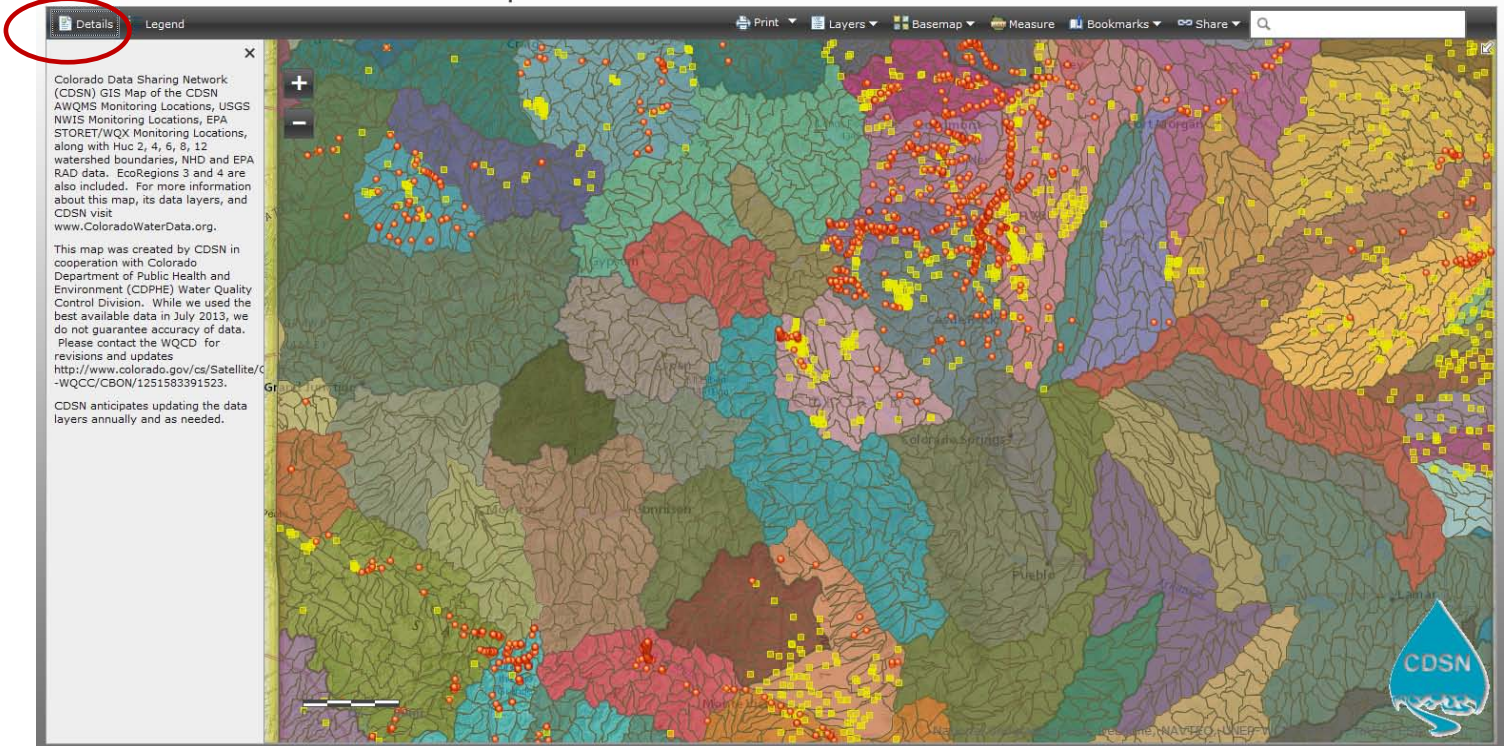 Details
Legend
Print
Layers
Basemap
Measure
Bookmarks
Share
Colorado Data Sharing Network
(CDSN) GIS Map of the CDSN
AWQMS Monitoring Locations, USGS
NWIS Monitoring Locations, EPA
STORET/WQX Monitoring Locations,
along with Huc 2, 4, 6, 8, 12
watershed boundaries, NHD and EPA
RAD data. EcoRegions 3 and 4 are
also included. For more information
about this map, its data layers, and
CDSN visit
www.ColoradoWaterData.org.
This map was created by CDSN in
cooperation with Colorado
Department of Public Health and
Environment (CDPHE) Water Quality
Control Division. While we used the
best available data in July 2013, we
do not guarantee accuracy of data.
Please contact the WQCD for
revisions and updates
http://www.colorado.gov/cs/Satellite/C
-WQCC/CBON/1251583391523.
CDSN anticipates updating the data
layers annually and as needed.
Craig
Gypsum
Aspen
Castle Rock
Colorado Springs
Montrose
Gunnison
Pueblo
Lamar
CDSN